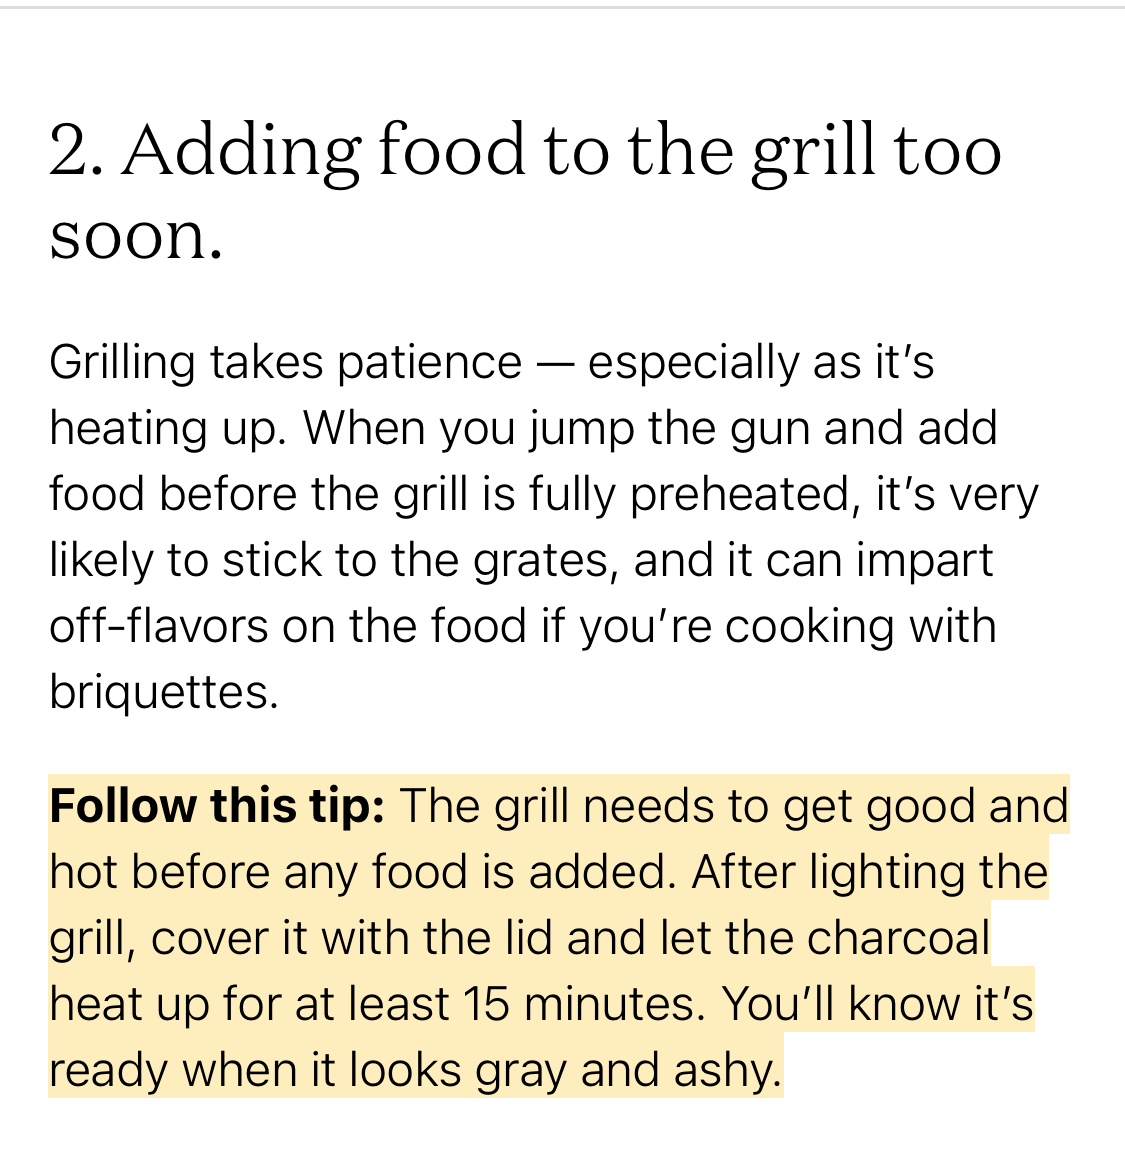 2. Adding food to the grill too
soon.
Grilling takes patience — especially as it’s
heating up. When you jump the gun and add
food before the grill is fully preheated, it’s very
likely to stick to the grates, and it can impart
off-flavors on the food if you’re cooking with
briquettes.
Follow this tip: The grill needs to get good and
hot before any food is added. After lighting the
grill, cover it with the lid and let the charcoal
heat up for at least 15 minutes. You’ll know it’s
ready when it looks gray and ashy.